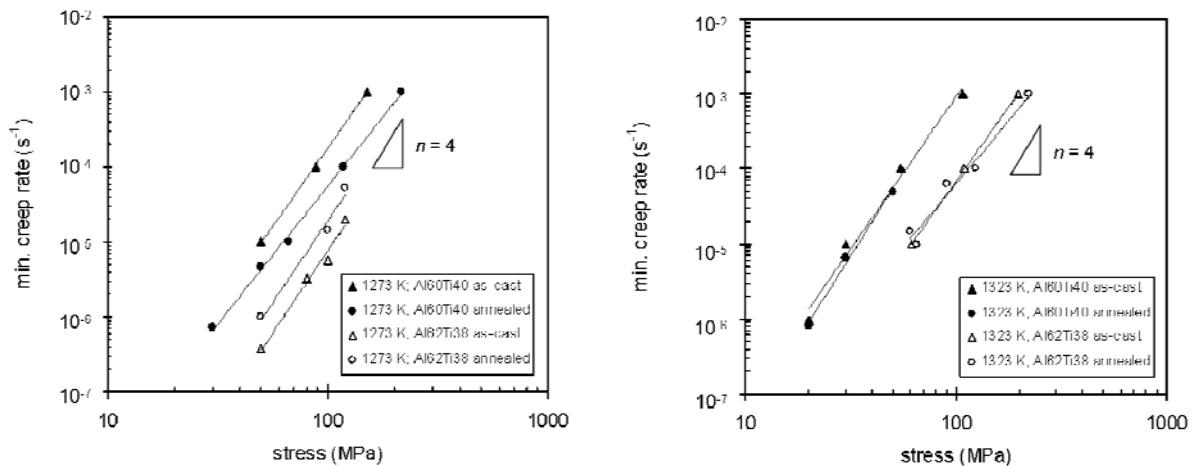 10-2
10-3
10-4
10-5
10-6
10-7
min. creep rate (s-1)
n = 4
1273 K; Al60Ti40 as-cast
1273 K; Al60Ti40 annealed
1273 K; Al62Ti38 as-cast
1273 K; Al62Ti38 annealed
10
100
1000
stress (MPa)
10-2
10-3
10-4
10-5
10-6
10-7
min. creep rate (s-1)
n = 4
1323 K, Al60Ti40 as-cast
1323 K, Al60Ti40 annealed
1323 K, Al62Ti38 as-cast
1323 K, Al62Ti38 annealed
10
100
1000
stress (MPa)